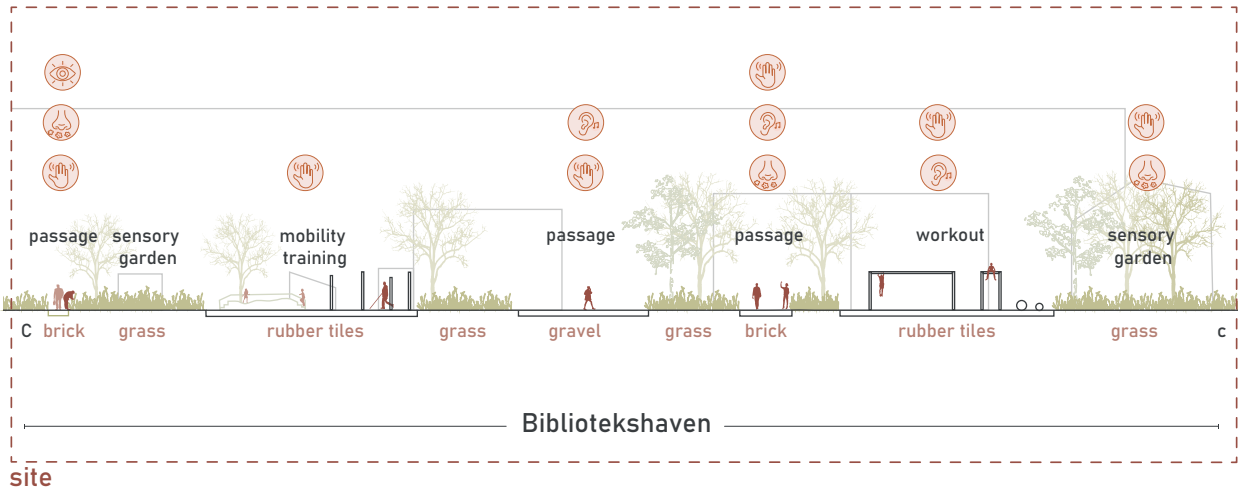 passage
sensory
garden
mobility
training
passage
passage
workout
sensory
garden
C
brick
grass
rubber tiles
grass
gravel
grass
brick
rubber tiles
grass
c
Bibliotekshaven
site